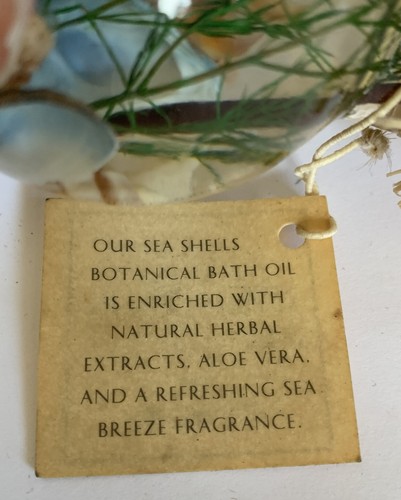 OUR SEA SHELLS
BOTANICAL BATH OIL
IS ENRICHED WITH
NATURAL HERBAL
EXTRACTS, ALOE VERA,
AND A REFRESHING SEA
BREEZE FRAGRANCE.